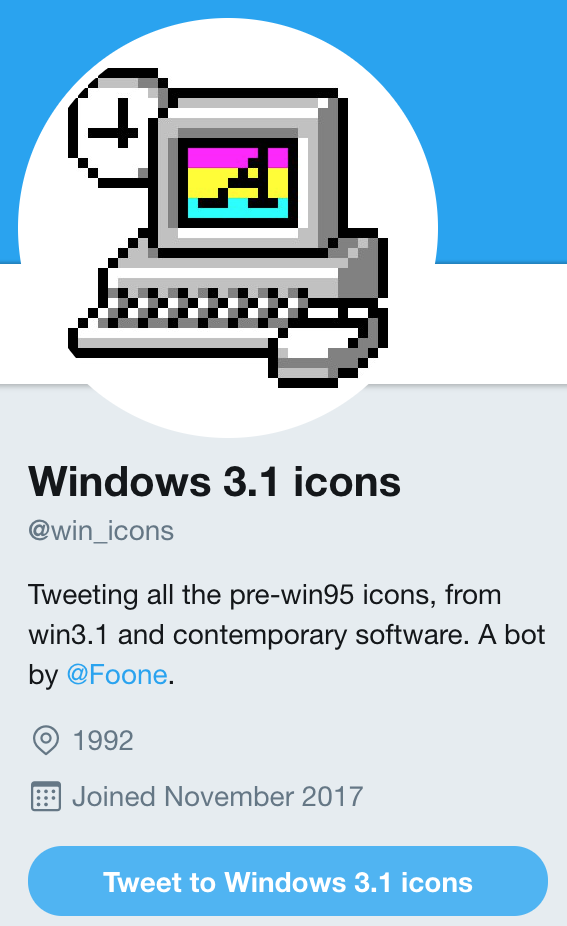 Windows 3.1 icons
@win_icons
Tweeting all the pre-win95 icons, from
win3.1 and contemporary software. A bot
by @Foone.
1992
Joined November 2017
Tweet to Windows 3.1 icons